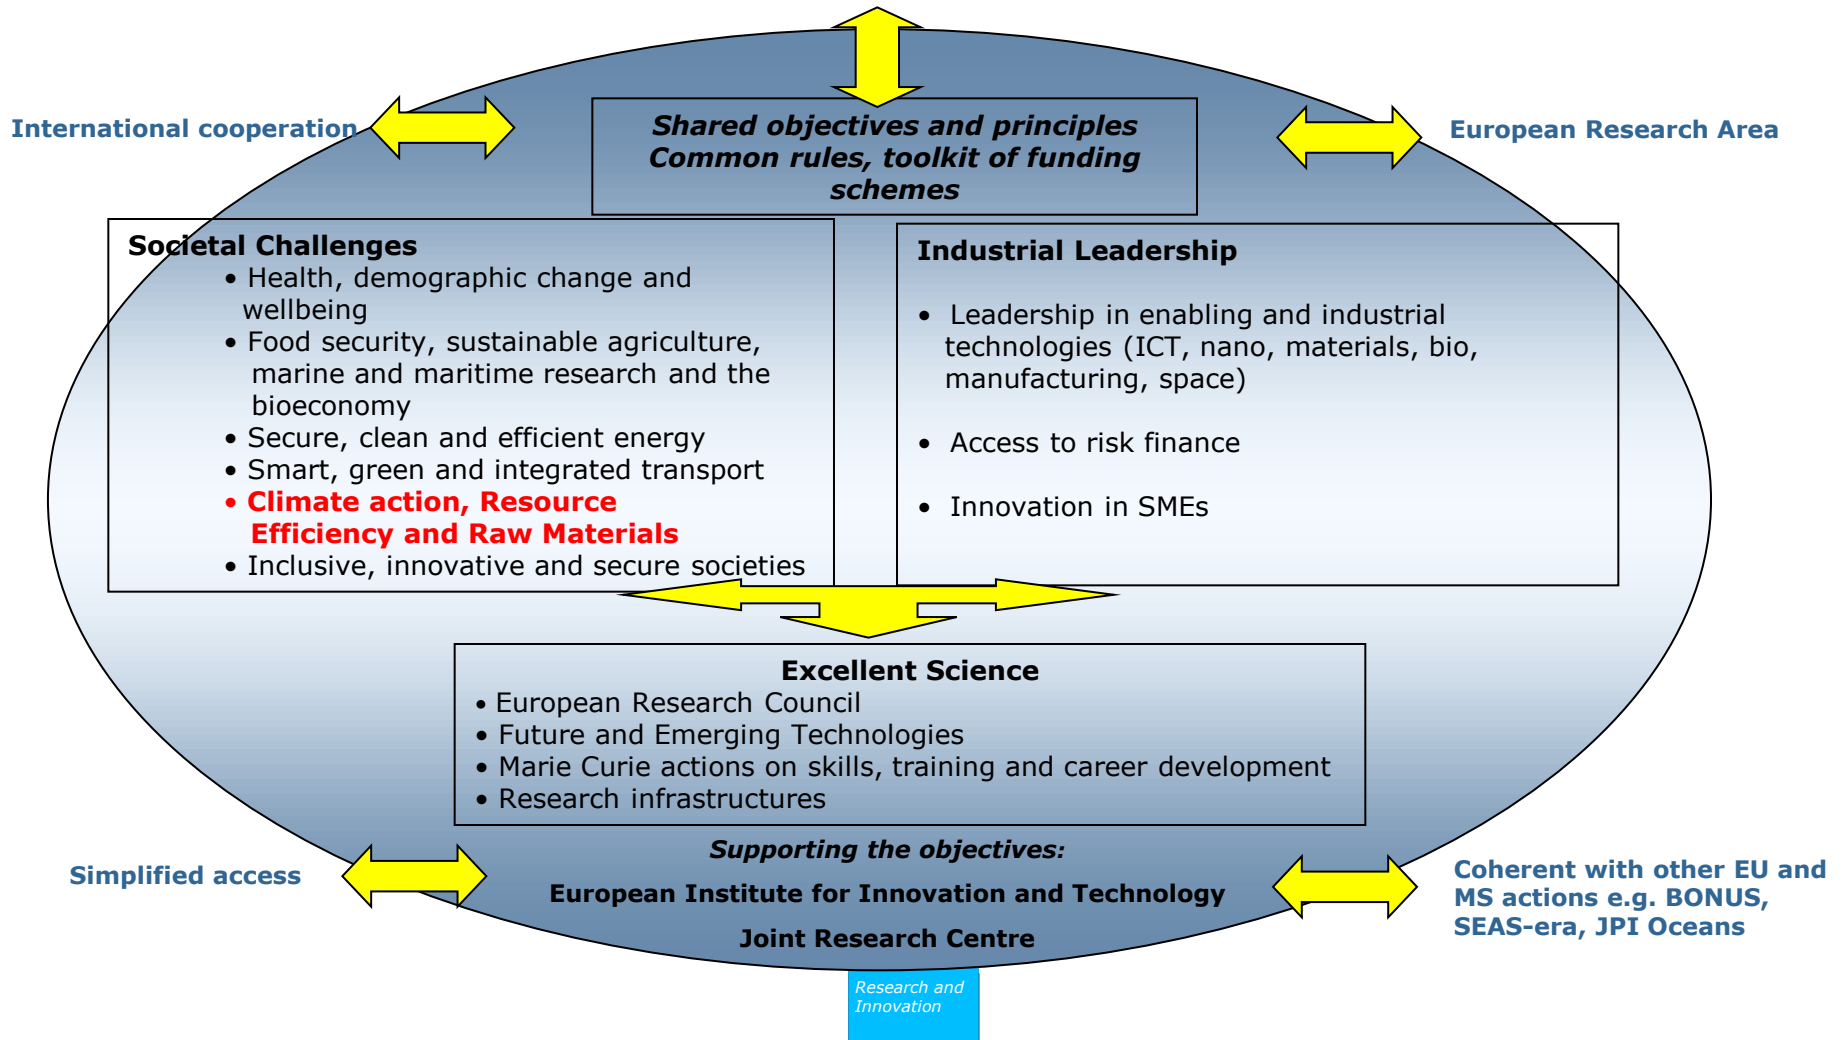 International cooperation
Shared objectives and principles
Common rules, toolkit of funding
schemes
European Research Area
Societal Challenges
• Health, demographic change and
wellbeing
• Food security, sustainable agriculture,
marine and maritime research and the
bioeconomy
• Secure, clean and efficient energy
• Smart, green and integrated transport
• Climate action, Resource
Efficiency and Raw Materials
• Inclusive, innovative and secure societies
Industrial Leadership
• Leadership in enabling and industrial
technologies (ICT, nano, materials, bio,
manufacturing, space)
• Access to risk finance
• Innovation in SMEs
Excellent Science
• European Research Council
• Future and Emerging Technologies
• Marie Curie actions on skills, training and career development
• Research infrastructures
Simplified access
Supporting the objectives:
European Institute for Innovation and Technology
Joint Research Centre
Coherent with other EU and
MS actions e.g. BONUS,
SEAS-era, JPI Oceans
Research and
Innovation